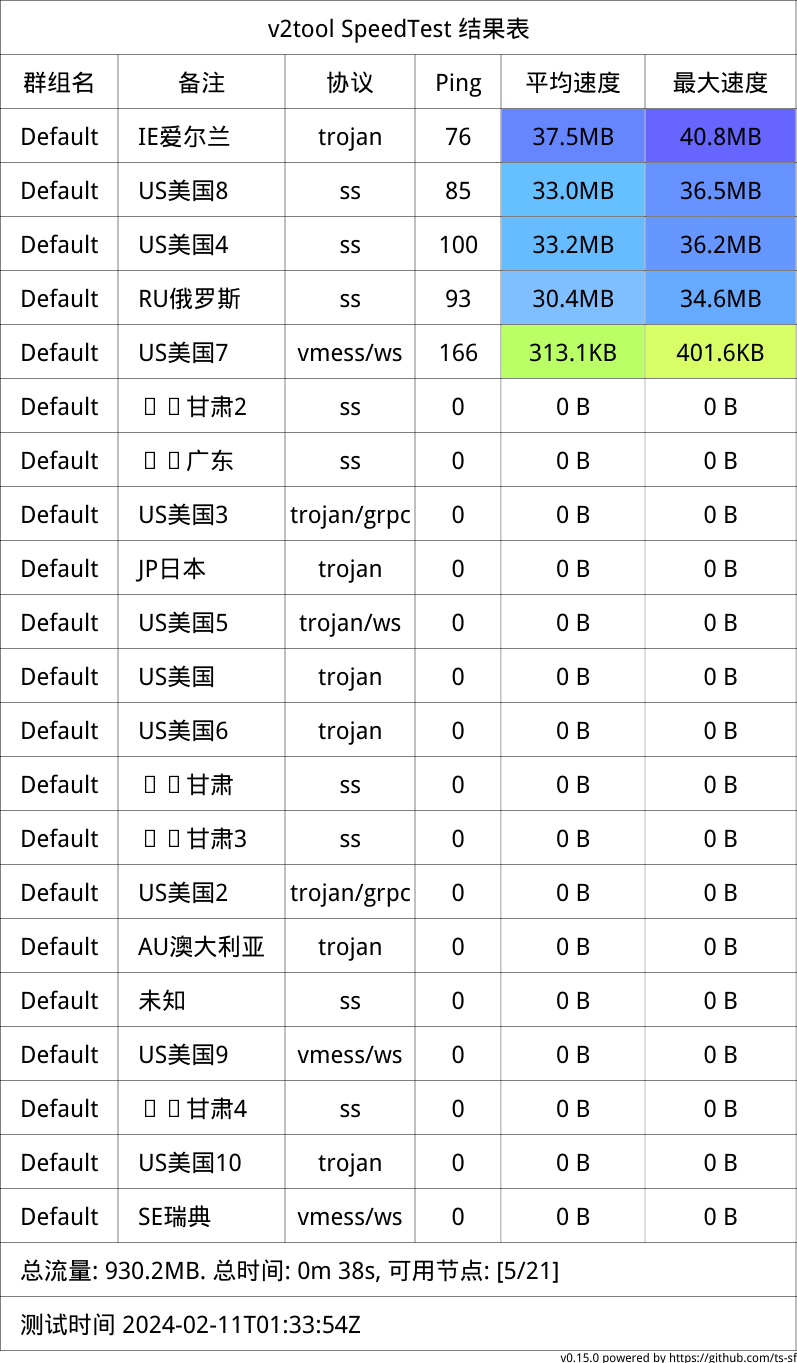 v2tool SpeedTest 结果表
群组名 备注 协议 Ping 平均速度 最大速度
Default IE爱尔兰 trojan 76 37.5MB 40.8MB
Default US美国8 ss 85 33.0MB 36.5MB
Default US美国4 ss 100 33.2MB 36.2MB
Default RU俄罗斯 ss 93 30.4MB 34.6MB
Default US美国7 vmess/ws 166 313.1KB 401.6KB
Default 甘肃2 ss 0 0 B 0 B
Default 广东 ss 0 0 B 0 B
Default US美国3 trojan/grpc 0 0 B 0 B
Default JP日本 trojan 0 0 B 0 B
Default US美国5 trojan/ws 0 0 B 0 B
Default US美国 trojan 0 0 B 0 B
Default US美国6 trojan 0 0 B 0 B
Default 甘肃 ss 0 0 B 0 B
Default 甘肃3 ss 0 0 B 0 B
Default US美国2 trojan/grpc 0 0 B 0 B
Default AU澳大利亚 trojan 0 0 B 0 B
Default 未知 ss 0 0 B 0 B
Default US美国9 vmess/ws 0 0 B 0 B
Default 甘肃4 ss 0 0 B 0 B
Default US美国10 trojan 0 0 B 0 B
Default SE瑞典 vmess/ws 0 0 B 0 B
总流量: 930.2MB. 总时间: 0m 38s, 可用节点: [5/21]
测试时间 2024-02-11T01:33:54Z
v0.15.0 powered by https://github.com/ts-sf